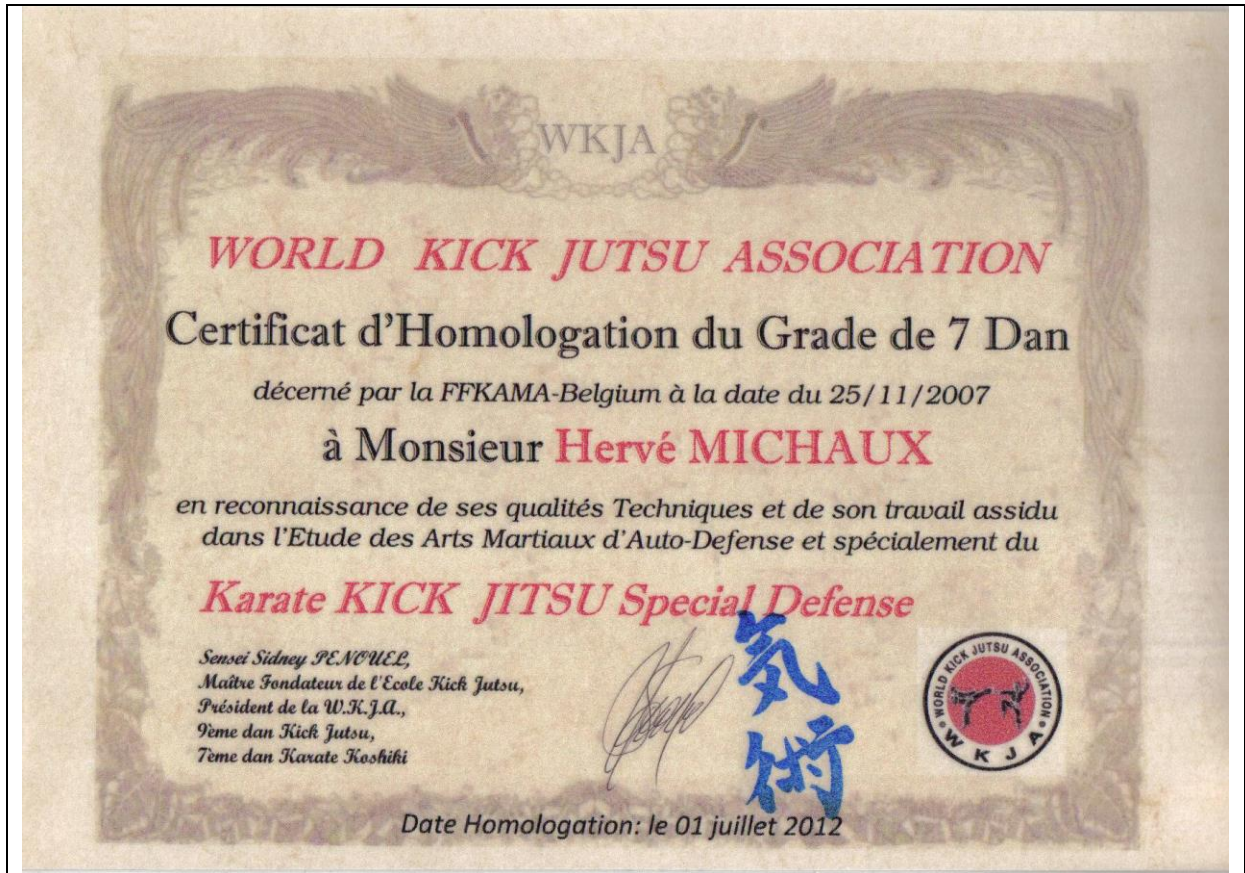 WKJA
WORLD KICK JUTSU ASSOCIATION
Certificat d'Homologation du Grade de 7 Dan
décerné par la FFKAMA-Belgium à la date du 25/11/2007
à Monsieur Hervé MICHAUX
en reconnaissance de ses qualités Techniques et de son travail assidu
dans l'Etude des Arts Martiaux d'Auto-Defense et spécialement du
Karate KICK JITSU Special Defense
Sensei Sidney PENOUEL,
Maître Fondateur de l'Ecole Kick Jutsu,
Président de la W.K.J.A.,
9ème dan Kick Jutsu,
7ème dan Karate Koshiki
気術
WORLD KICK JUTSU ASSOCIATION
WKJA
Date Homologation: le 01 juillet 2012